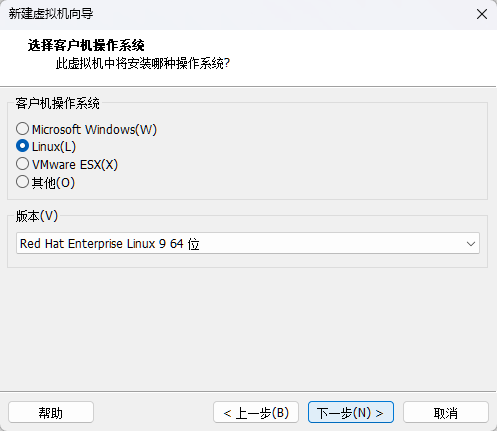 新建虚拟机向导
选择客户机操作系统
此虚拟机中将安装哪种操作系统?
客户机操作系统
Microsoft Windows(W)
Linux(L)
VMware ESX(X)
其他(O)
版本(V)
Red Hat Enterprise Linux 9 64 位
帮助
< 上一步(B)
下一步(N) >
取消